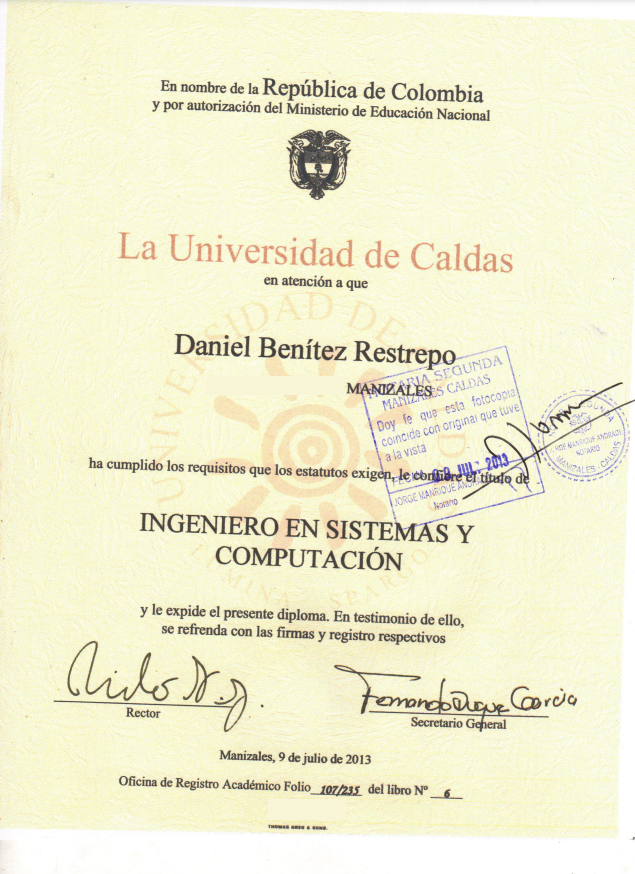 En nombre de la República de Colombia
y por autorización del Ministerio de Educación Nacional
La Universidad de Caldas
en atención a que
Daniel Benítez Restrepo
MANIZALES
NOTARIA SEGUNDA
MANIZALES CALDAS
Doy fe que esta fotocopia
coincide con original que tuve
a la vista
JUL. 2013
JORGE MANRIQUE ANDRADE
Notario
JORGE MANRIQUE ANDRADE
NOTARIO
MANIZALES - CALDAS
ha cumplido los requisitos que los estatutos exigen, le confiere el título de
INGENIERO EN SISTEMAS Y
COMPUTACIÓN
UNIVERSIDAD DE CALDAS
LUMINA SPARGO
y le expide el presente diploma. En testimonio de ello,
se refrenda con las firmas y registro respectivos
Fernando Duque García
Rector
Secretario General
Manizales, 9 de julio de 2013
Oficina de Registro Académico Folio 107/235 del libro Nº 6
THOMAS GREG & SONS.